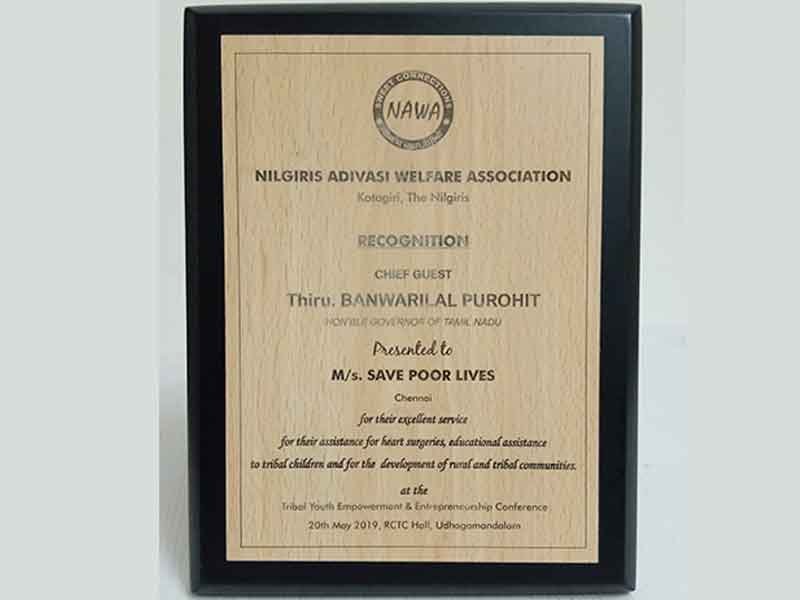 SWEET CONNECTIONS
NAWA
NILGIRIS ADIVASI WELFARE ASSOCIATION
Kotagiri, The Nilgiris
RECOGNITION
CHIEF GUEST
Thiru. BANWARILAL PUROHIT
HON'BLE GOVERNOR OF TAMIL NADU
Presented to
M/s. SAVE POOR LIVES
Chennai
for their excellent service
for their assistance for heart surgeries, educational assistance
to tribal children and for the development of rural and tribal communities.
at the
Tribal Youth Empowerment & Entrepreneurship Conference
20th May 2019, RCTC Hall, Udhagamandalam